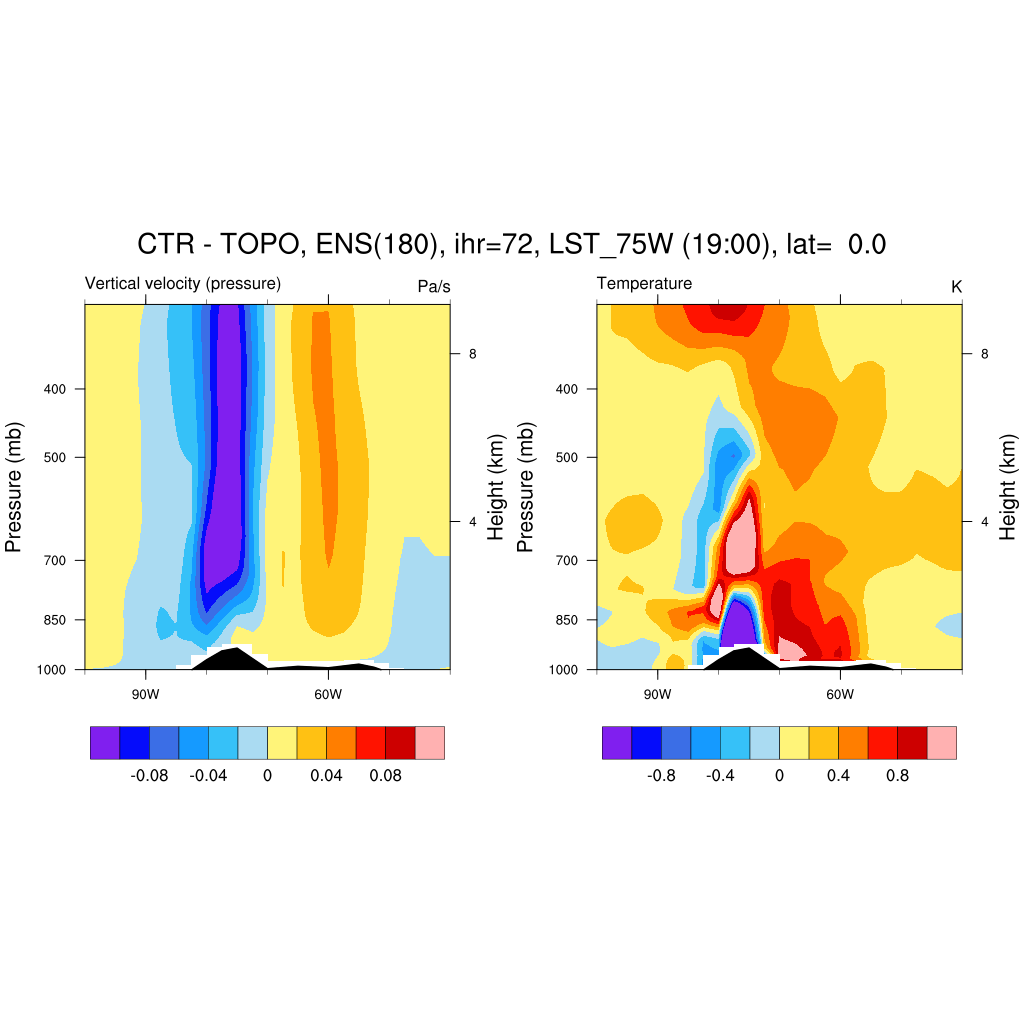 CTR - TOPO, ENS(180), ihr=72, LST_75W (19:00), lat=  0.0
Vertical velocity (pressure)
Pa/s
Pressure (mb)
400
500
700
850
1000
8
4
Height (km)
90W
60W
-0.08
-0.04
0
0.04
0.08
Temperature
K
Pressure (mb)
400
500
700
850
1000
8
4
Height (km)
90W
60W
-0.8
-0.4
0
0.4
0.8